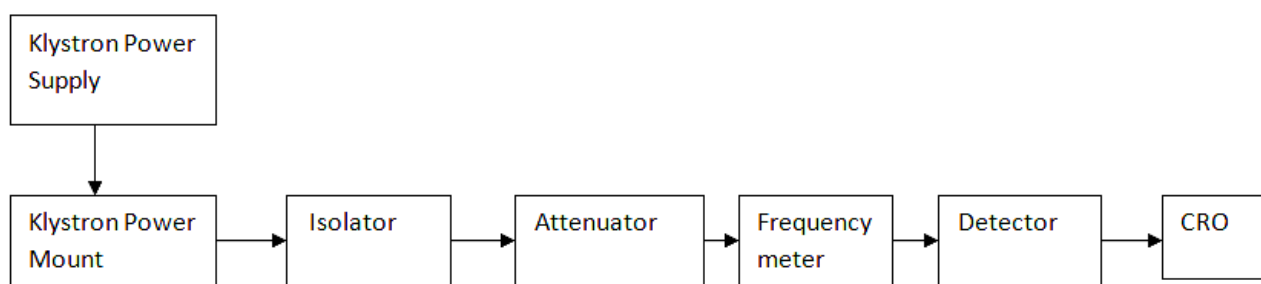 Klystron Power
Supply
Klystron Power
Mount
Isolator
Attenuator
Frequency
meter
Detector
CRO